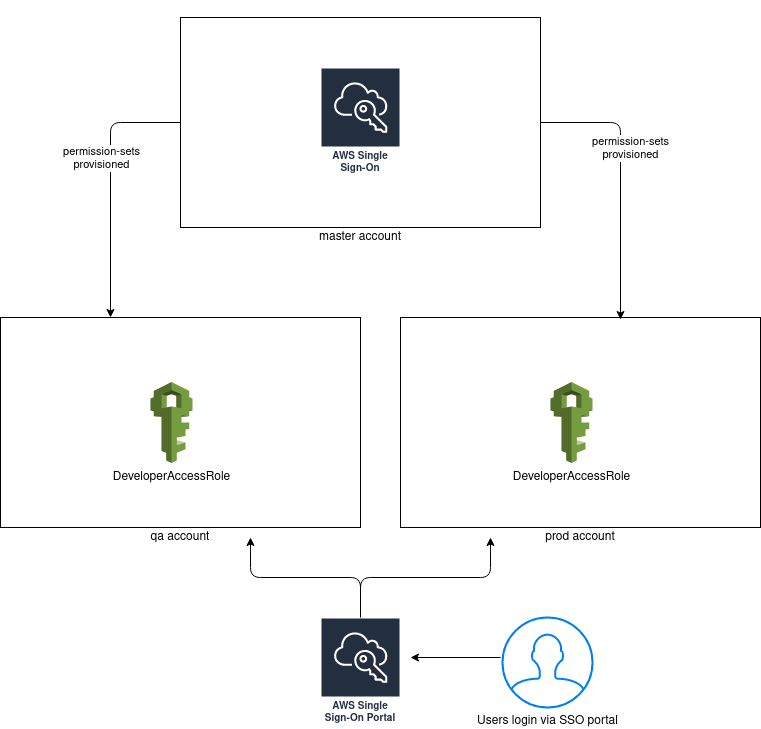 AWS Single
Sign-On
permission-sets
provisioned
permission-sets
provisioned
master account
DeveloperAccessRole
DeveloperAccessRole
qa account
prod account
AWS Single
Sign-On Portal
Users login via SSO portal